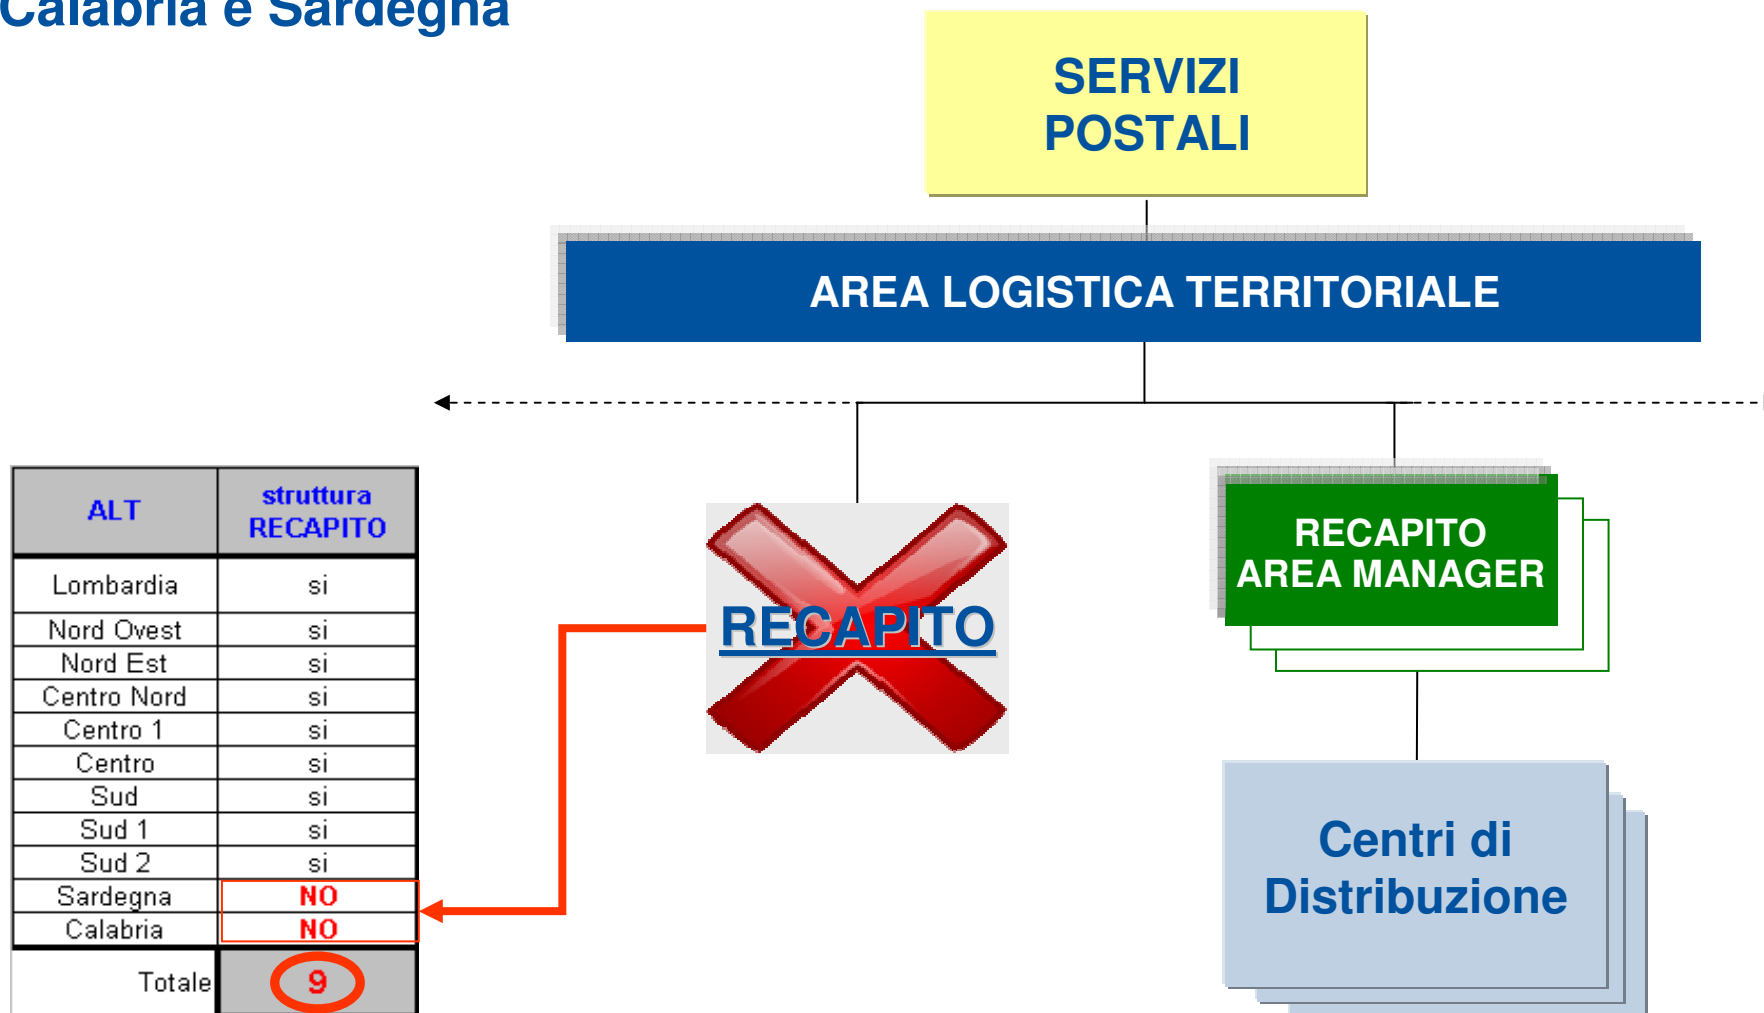 Calabria e Sardegna
SERVIZI
POSTALI
AREA LOGISTICA TERRITORIALE
RECAPITO
RECAPITO
AREA MANAGER
Centri di
Distribuzione
ALT struttura RECAPITO
Lombardia si
Nord Ovest si
Nord Est si
Centro Nord si
Centro 1 si
Centro si
Sud si
Sud 1 si
Sud 2 si
Sardegna NO
Calabria NO
Totale 9